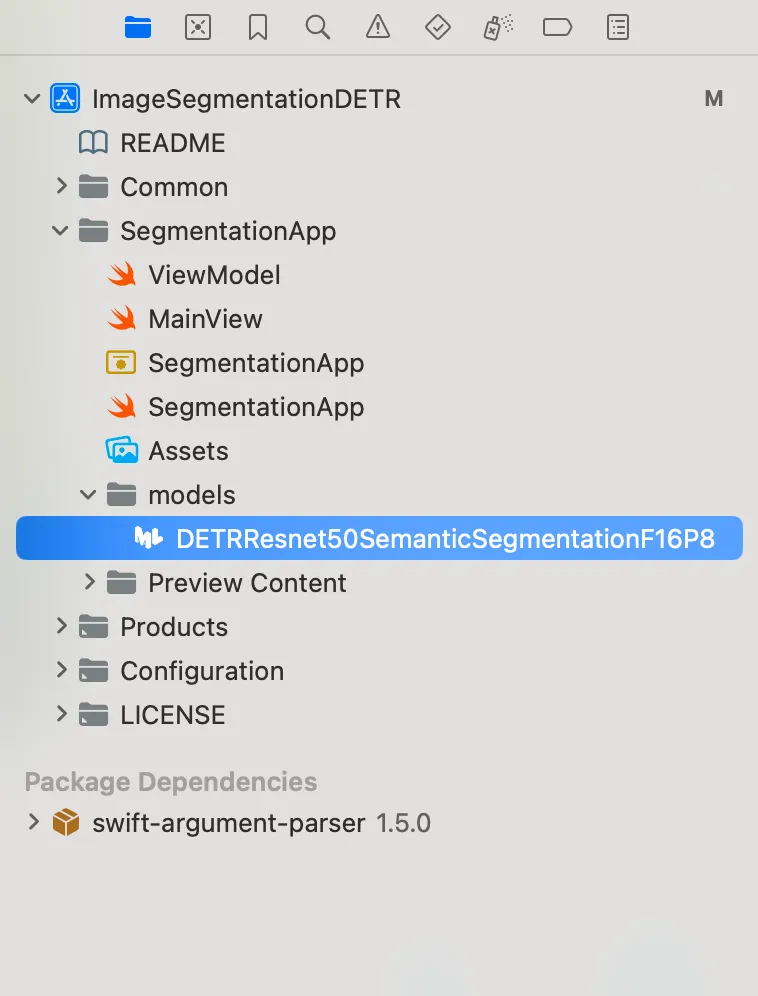 ImageSegmentationDETR M
README
Common
SegmentationApp
ViewModel
MainView
SegmentationApp
SegmentationApp
Assets
models
DETRResnet50SemanticSegmentationF16P8
Preview Content
Products
Configuration
LICENSE
Package Dependencies
swift-argument-parser 1.5.0